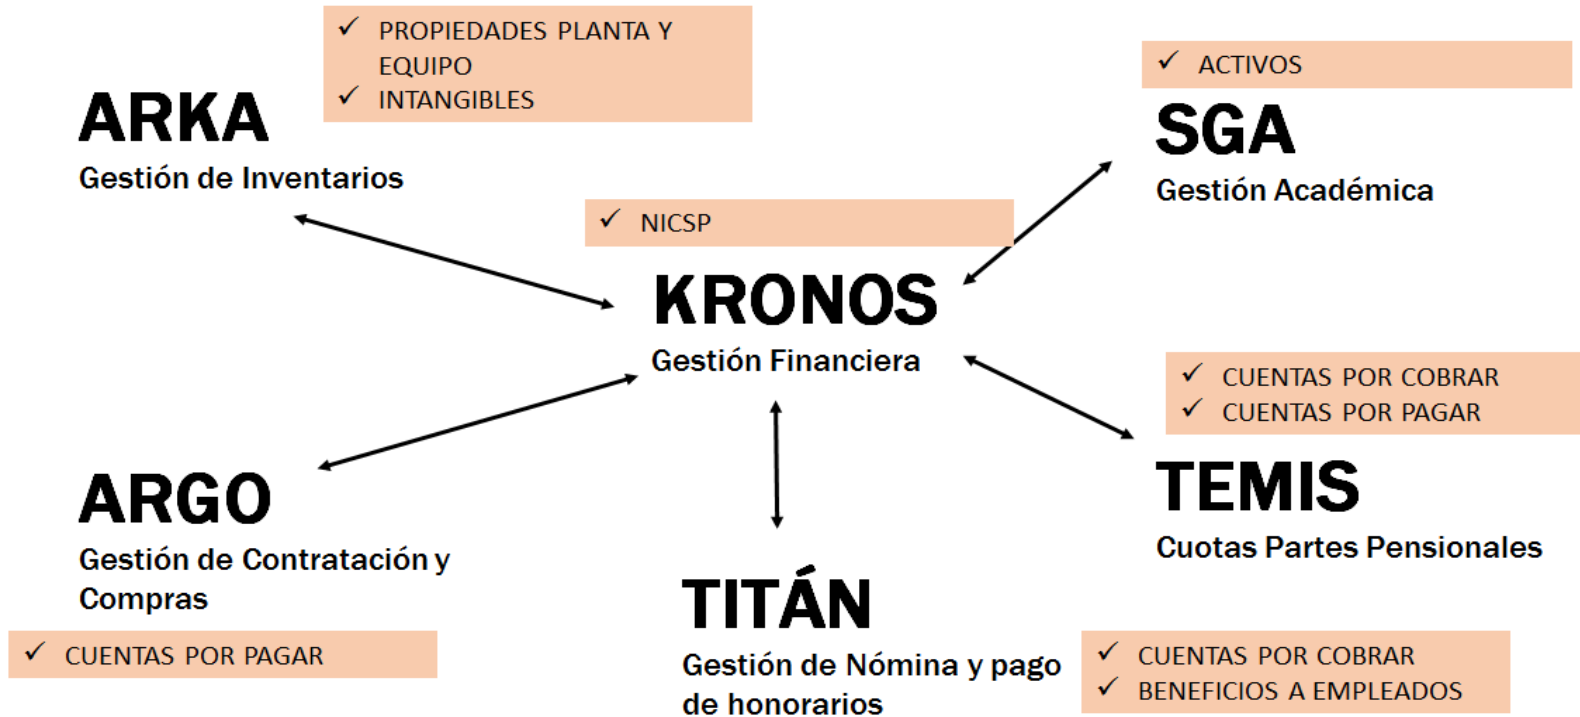 ✓ PROPIEDADES PLANTA Y
EQUIPO
✓ INTANGIBLES
ARKA
Gestión de Inventarios
✓ ACTIVOS
SGA
Gestión Académica
✓ NICSP
KRONOS
Gestión Financiera
✓ CUENTAS POR COBRAR
✓ CUENTAS POR PAGAR
TEMIS
Cuotas Partes Pensionales
ARGO
Gestión de Contratación y
Compras
✓ CUENTAS POR PAGAR
TITÁN
Gestión de Nómina y pago
de honorarios
✓ CUENTAS POR COBRAR
✓ BENEFICIOS A EMPLEADOS